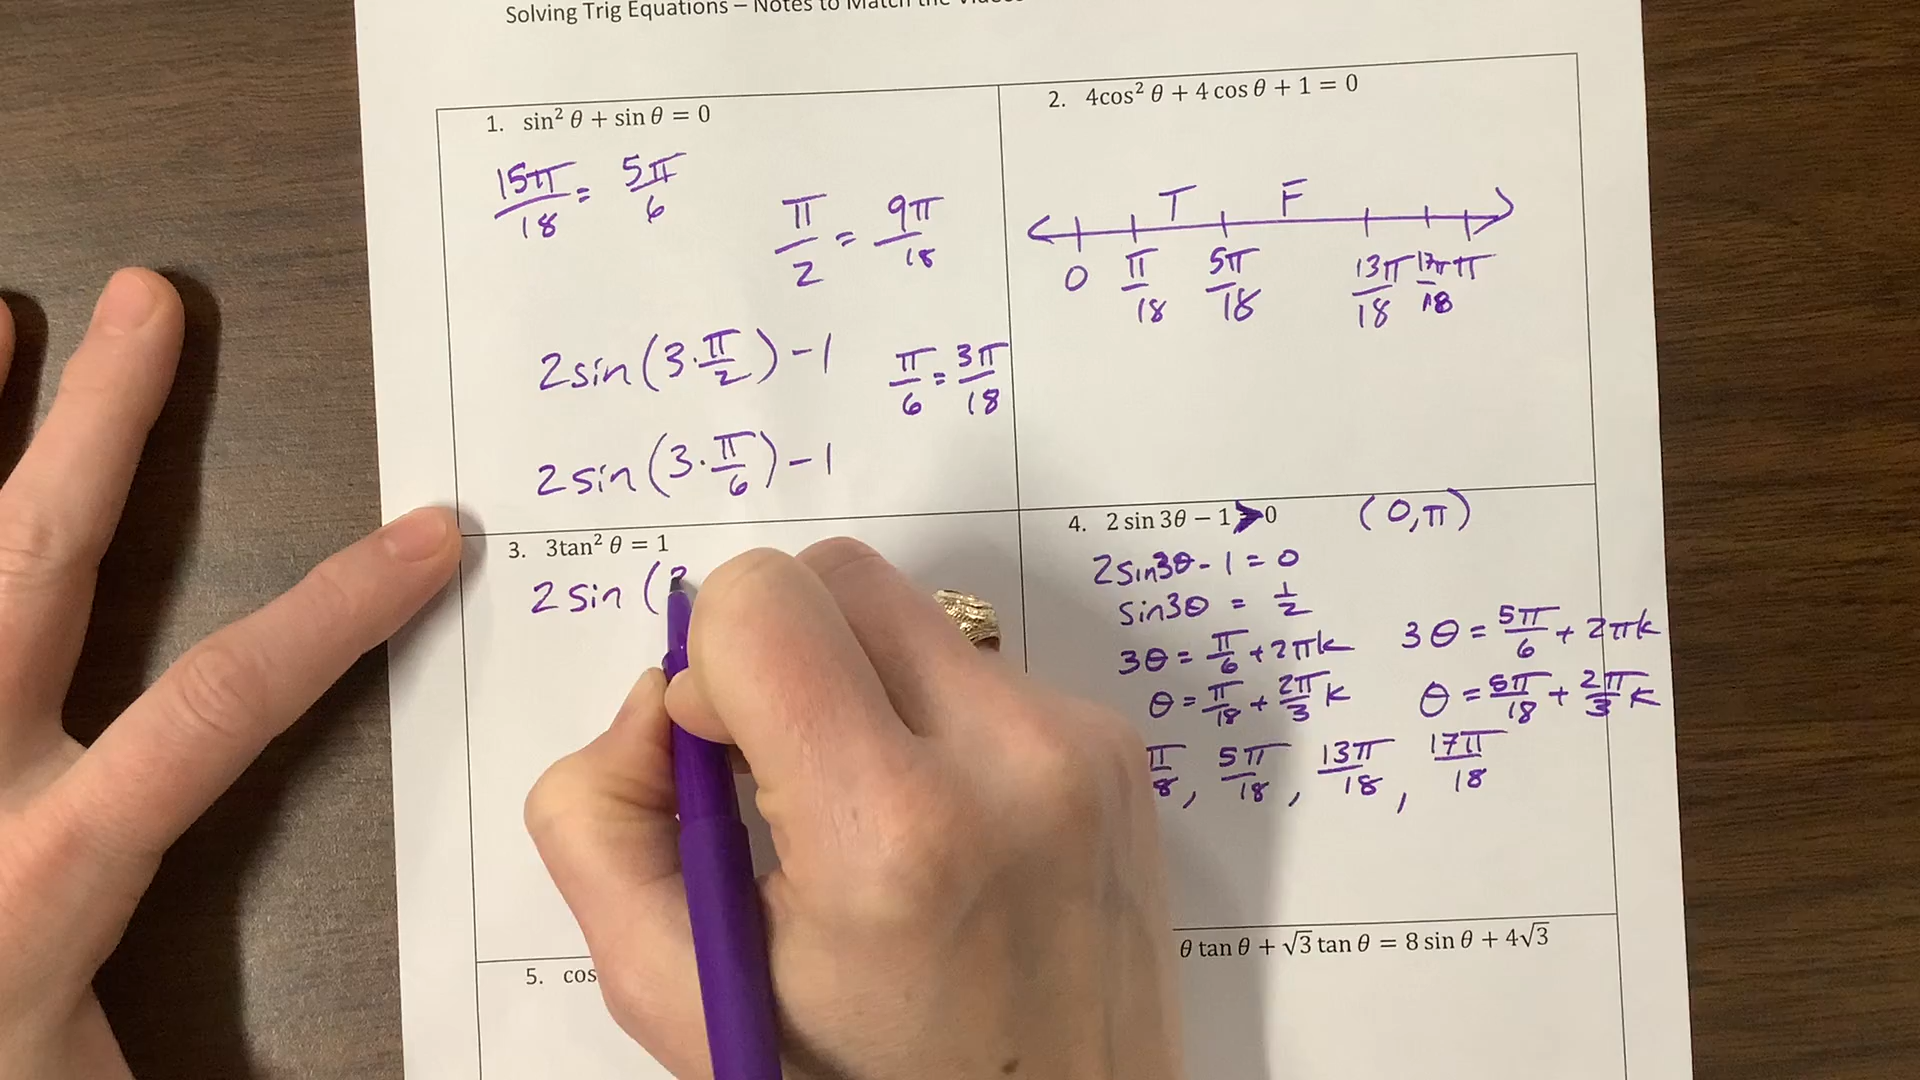 Solving Trig Equations – Notes to Match the
1. sin² θ + sin θ = 0
15π/18 = 5π/6
π/2 = 9π/18
2sin(3·π/2) - 1
π/6 = 3π/18
2sin(3·π/6) - 1
2. 4cos² θ + 4 cos θ + 1 = 0
T F
0 π/18 5π/18 13π/18 17π/18 π
3. 3tan² θ = 1
2 sin (
4. 2 sin 3θ − 1 > 0 (0,π)
2sin3θ - 1 = 0
sin3θ = 1/2
3θ = π/6 + 2πk 3θ = 5π/6 + 2πk
θ = π/18 + 2π/3 k θ = 5π/18 + 2π/3 k
5π/18, 13π/18, 17π/18
5. cos
θ tan θ + √3 tan θ = 8 sin θ + 4√3